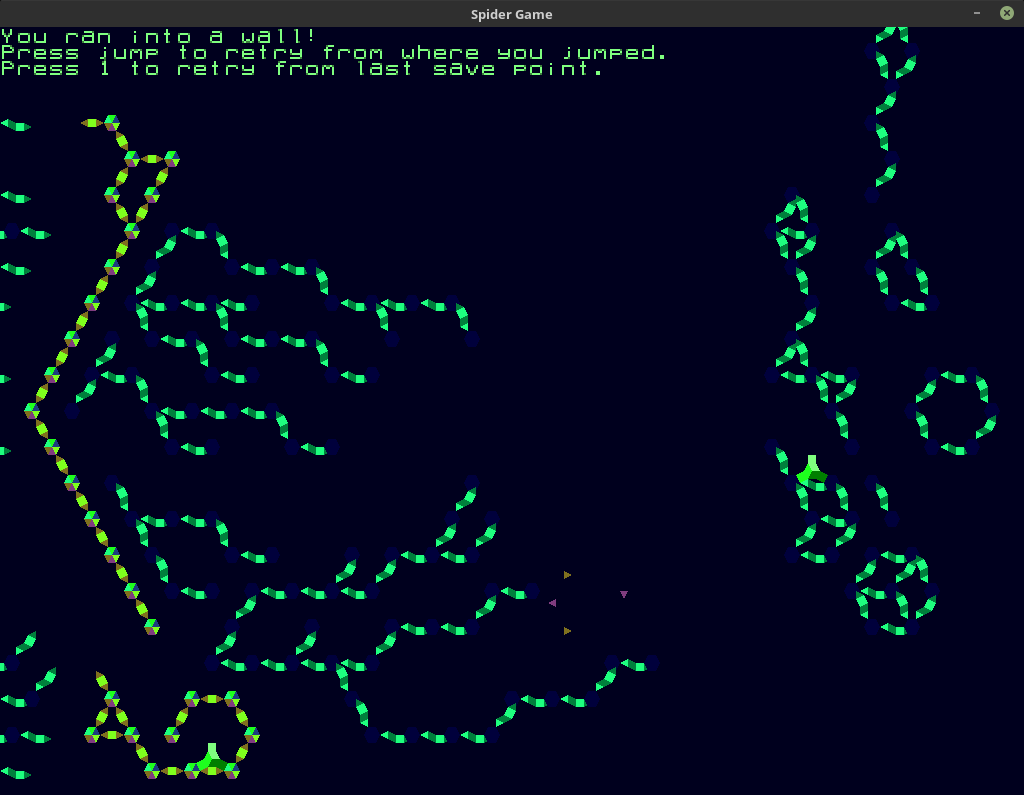 Spider Game
You ran into a wall!
Press jump to retry from where you jumped.
Press 1 to retry from last save point.